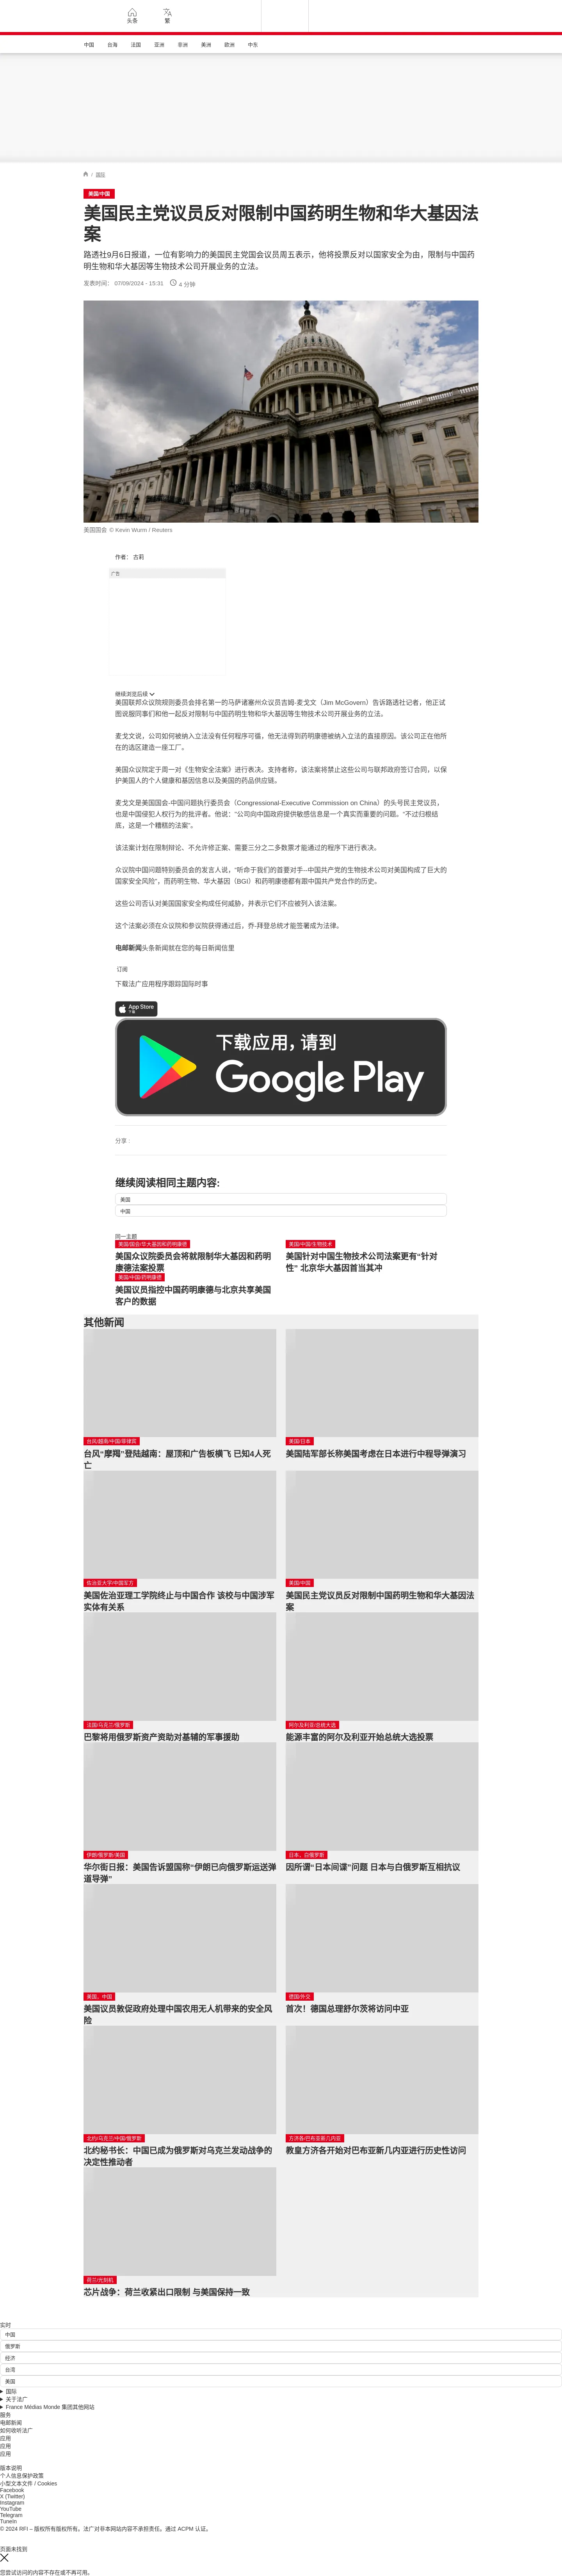 头条
繁
中国
台海
法国
亚洲
非洲
美洲
欧洲
中东
/ 国际
美国/中国
美国民主党议员反对限制中国药明生物和华大基因法
案
路透社9月6日报道，一位有影响力的美国民主党国会议员周五表示，他将投票反对以国家安全为由，限制与中国药
明生物和华大基因等生物技术公司开展业务的立法。
发表时间： 07/09/2024 - 15:31
4 分钟
美国国会 © Kevin Wurm / Reuters
作者： 古莉
广告
继续浏览后续
美国联邦众议院规则委员会排名第一的马萨诸塞州众议员吉姆-麦戈文（Jim McGovern）告诉路透社记者，他正试
图说服同事们和他一起反对限制与中国药明生物和华大基因等生物技术公司开展业务的立法。
麦戈文说，公司如何被纳入立法没有任何程序可循，他无法得到药明康德被纳入立法的直接原因。该公司正在他所
在的选区建造一座工厂。
美国众议院定于周一对《生物安全法案》进行表决。支持者称，该法案将禁止这些公司与联邦政府签订合同，以保
护美国人的个人健康和基因信息以及美国的药品供应链。
麦戈文是美国国会-中国问题执行委员会（Congressional-Executive Commission on China）的头号民主党议员，
也是中国侵犯人权行为的批评者。他说："公司向中国政府提供敏感信息是一个真实而重要的问题。"不过归根结
底，这是一个糟糕的法案"。
该法案计划在限制辩论、不允许修正案、需要三分之二多数票才能通过的程序下进行表决。
众议院中国问题特别委员会的发言人说，"听命于我们的首要对手--中国共产党的生物技术公司对美国构成了巨大的
国家安全风险"，而药明生物、华大基因（BGI）和药明康德都有跟中国共产党合作的历史。
这些公司否认对美国国家安全构成任何威胁，并表示它们不应被列入该法案。
这个法案必须在众议院和参议院获得通过后，乔-拜登总统才能签署成为法律。
电邮新闻头条新闻就在您的每日新闻信里
订阅
下载法广应用程序跟踪国际时事
App Store
下载
下载应用，请到
Google Play
分享 :
继续阅读相同主题内容:
美国
中国
同一主题
美国/国会/华大基因和药明康德
美国众议院委员会将就限制华大基因和药明
康德法案投票
美国/中国/生物技术
美国针对中国生物技术公司法案更有“针对
性” 北京华大基因首当其冲
美国/中国/药明康德
美国议员指控中国药明康德与北京共享美国
客户的数据
其他新闻
台风/越南/中国/菲律宾
台风“摩羯”登陆越南：屋顶和广告板横飞 已知4人死
亡
美国/日本
美国陆军部长称美国考虑在日本进行中程导弹演习
佐治亚大学/中国军方
美国佐治亚理工学院终止与中国合作 该校与中国涉军
实体有关系
美国/中国
美国民主党议员反对限制中国药明生物和华大基因法
案
法国/乌克兰/俄罗斯
巴黎将用俄罗斯资产资助对基辅的军事援助
阿尔及利亚/总统大选
能源丰富的阿尔及利亚开始总统大选投票
伊朗/俄罗斯/美国
华尔街日报：美国告诉盟国称“伊朗已向俄罗斯运送弹
道导弹”
日本、白俄罗斯
因所谓“日本间谍”问题 日本与白俄罗斯互相抗议
美国、中国
美国议员敦促政府处理中国农用无人机带来的安全风
险
德国/外交
首次！德国总理舒尔茨将访问中亚
北约/乌克兰/中国/俄罗斯
北约秘书长：中国已成为俄罗斯对乌克兰发动战争的
决定性推动者
方济各/巴布亚新几内亚
教皇方济各开始对巴布亚新几内亚进行历史性访问
荷兰/光刻机
芯片战争：荷兰收紧出口限制 与美国保持一致
实时
中国
俄罗斯
经济
台湾
美国
国际
关于法广
France Médias Monde 集团其他网站
服务
电邮新闻
如何收听法广
应用
应用
应用
版本说明
个人信息保护政策
小型文本文件 / Cookies
Facebook
X (Twitter)
Instagram
YouTube
Telegram
TuneIn
© 2024 RFI – 版权所有版权所有。法广对非本网站内容不承担责任。通过 ACPM 认证。
页面未找到
您尝试访问的内容不存在或不再可用。